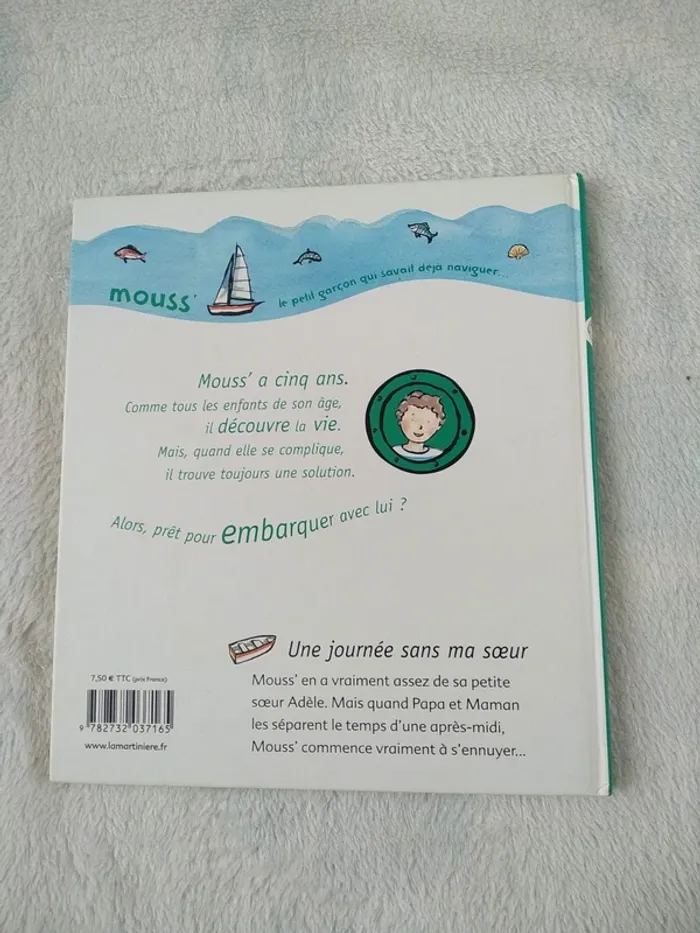 mouss'
le petit garçon qui savait déjà naviguer...
Mouss' a cinq ans.
Comme tous les enfants de son âge,
il découvre la vie.
Mais, quand elle se complique,
il trouve toujours une solution.
Alors, prêt pour embarquer avec lui ?
Une journée sans ma sœur
Mouss' en a vraiment assez de sa petite
sœur Adèle. Mais quand Papa et Maman
les séparent le temps d'une après-midi,
Mouss' commence vraiment à s'ennuyer...
7,50 € TTC (prix France)
9 782732 037165
www.lamartiniere.fr